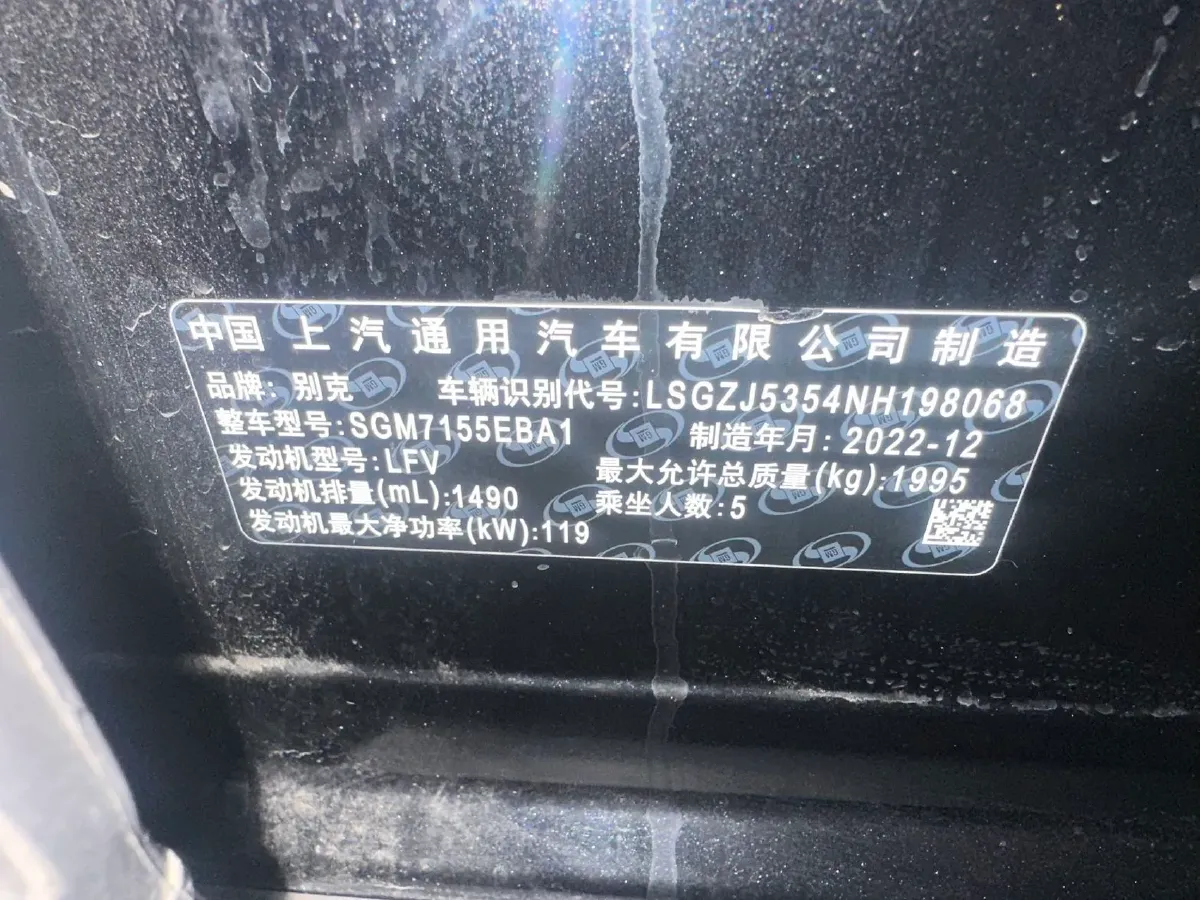 中国 上汽通用汽车有限公司制造
品牌: 别克 车辆识别代号:LSGZJ5354NH198068
整车型号:SGM7155EBA1 制造年月: 2022-12
发动机型号:LFV 最大允许总质量(kg):1995
发动机排量(mL):1490 乘坐人数:5
发动机最大净功率(kW):119